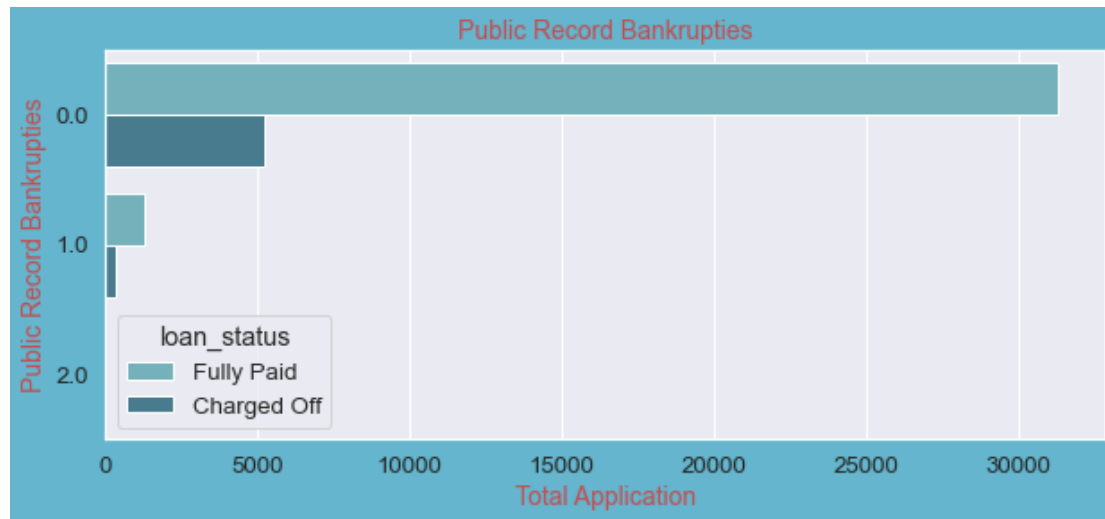 Public Record Bankrupties
Public Record Bankrupties
0.0
1.0
2.0
loan_status
Fully Paid
Charged Off
0 5000 10000 15000 20000 25000 30000
Total Application